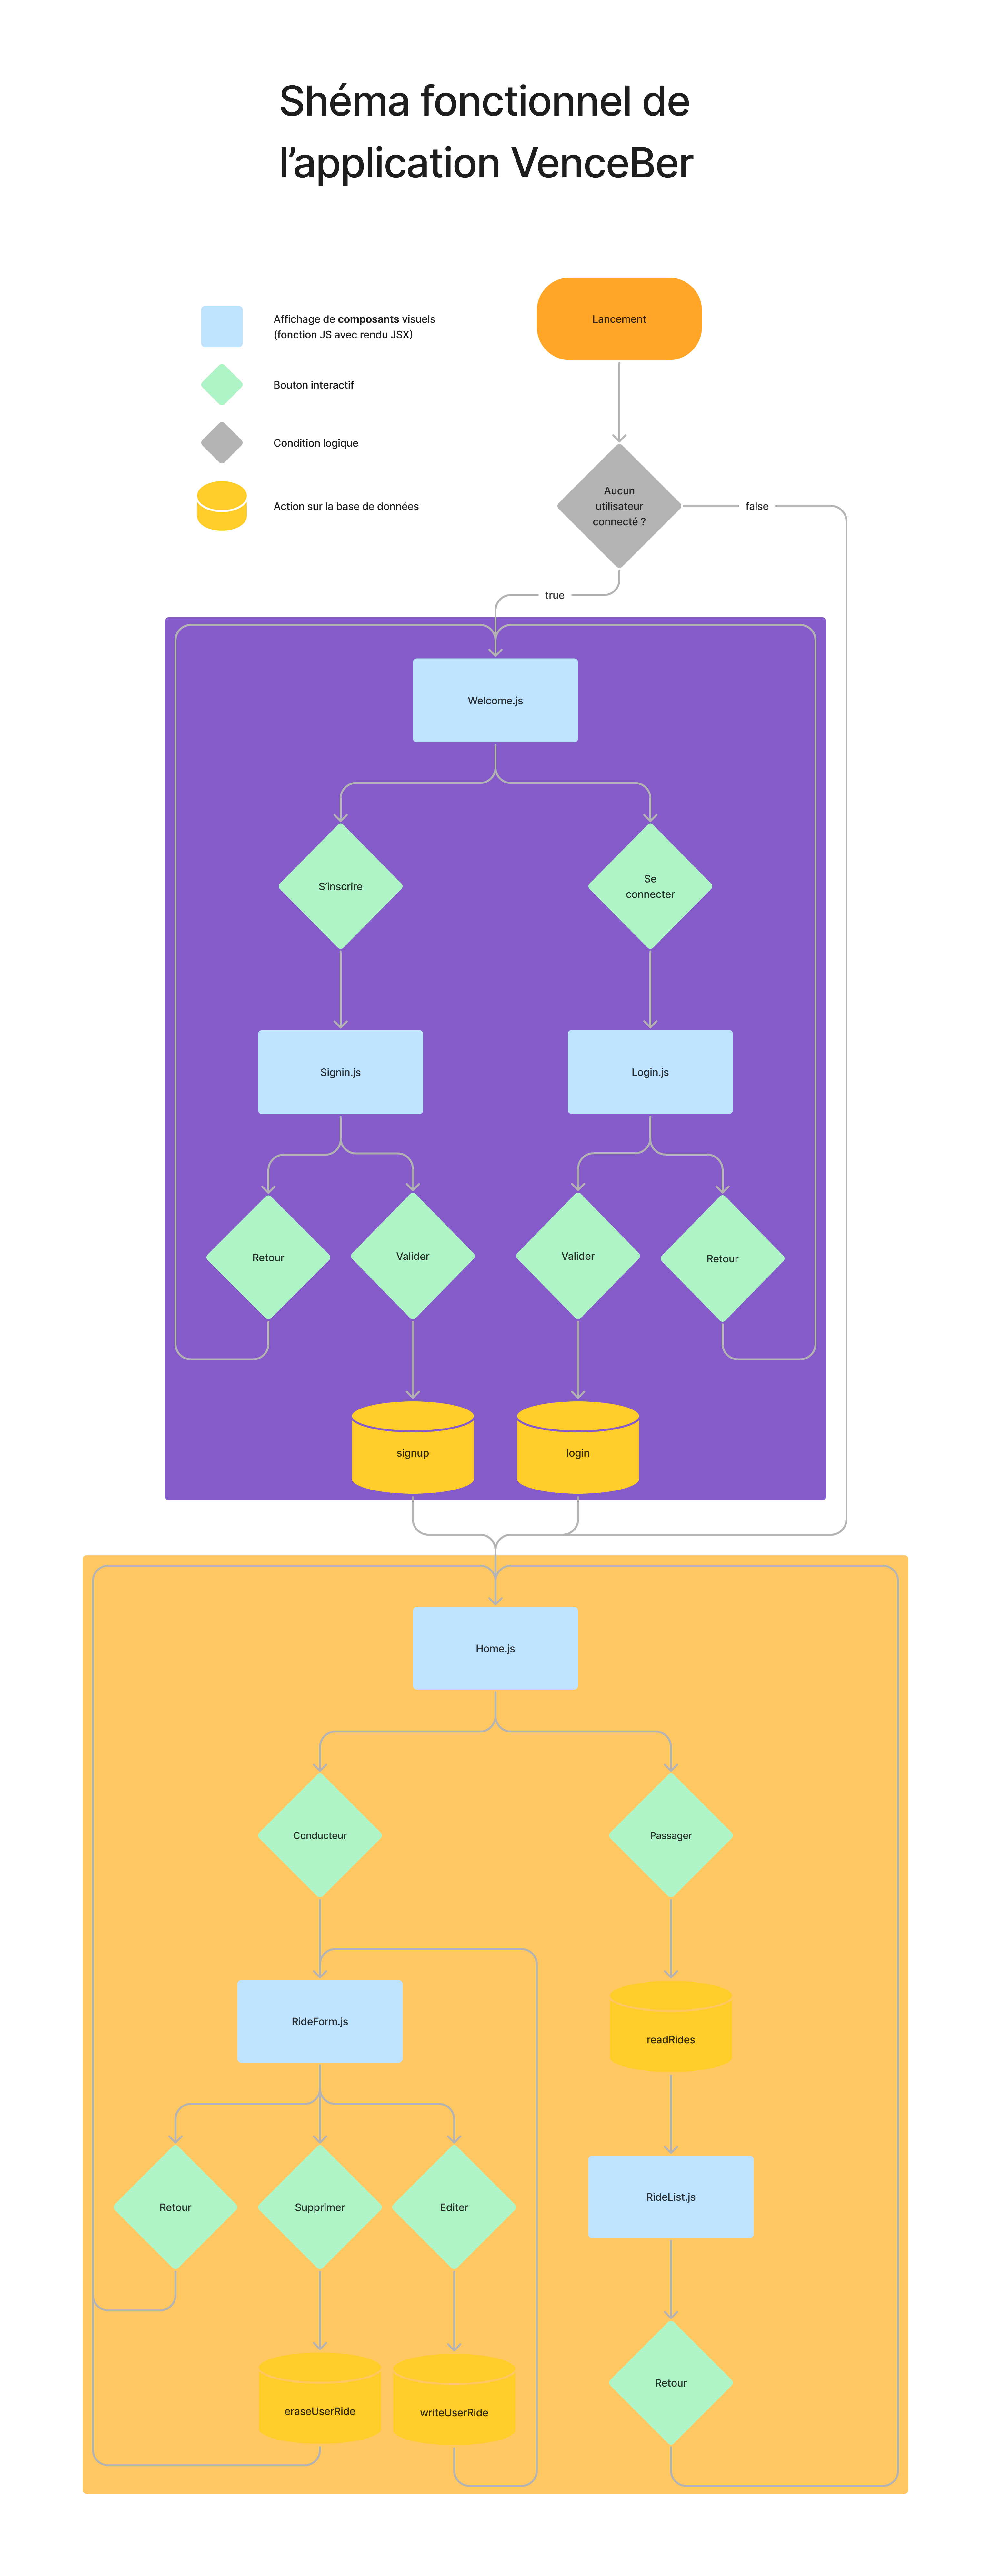 Shéma fonctionnel de
l’application VenceBer
Affichage de composants visuels
(fonction JS avec rendu JSX)
Bouton interactif
Condition logique
Action sur la base de données
Lancement
Aucun
utilisateur
connecté ?
false
true
Welcome.js
S’inscrire
Se
connecter
Signin.js
Login.js
Retour
Valider
Valider
Retour
signup
login
Home.js
Conducteur
Passager
RideForm.js
readRides
RideList.js
Retour
Supprimer
Editer
Retour
eraseUserRide
writeUserRide